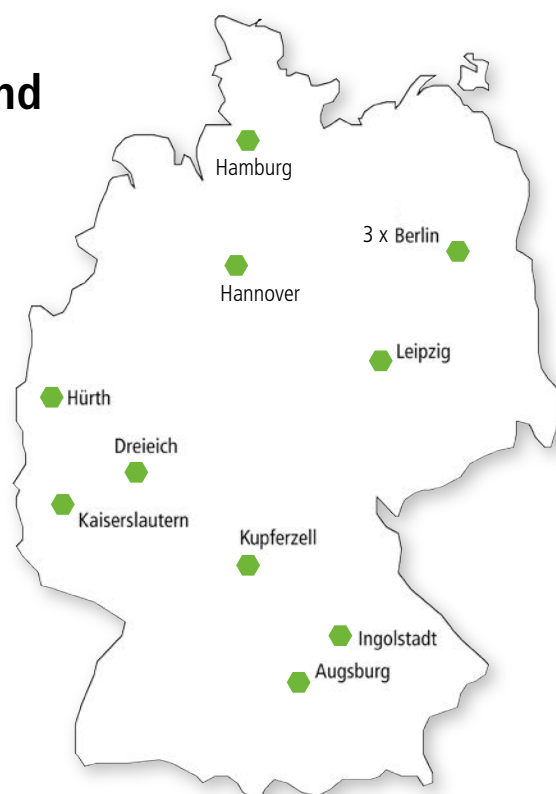 nd
Hamburg
3 x Berlin
Hannover
Leipzig
Hürth
Dreieich
Kaiserslautern
Kupferzell
Ingolstadt
Augsburg